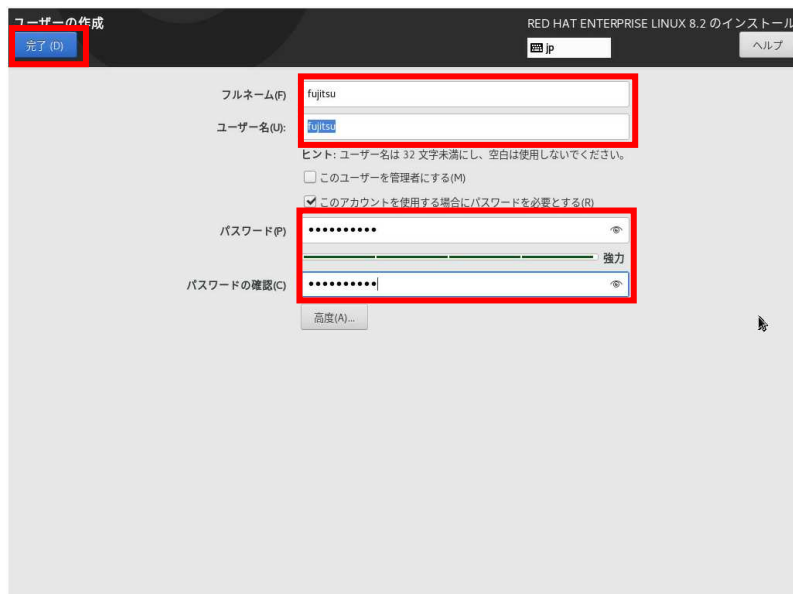 ユーザーの作成
RED HAT ENTERPRISE LINUX 8.2 のインストール
完了 (D)
jp
ヘルプ
フルネーム(F)
fujitsu
ユーザー名(U):
fujitsu
ヒント: ユーザー名は 32 文字未満にし、空白は使用しないでください。
このユーザーを管理者にする(M)
このアカウントを使用する場合にパスワードを必要とする(R)
パスワード(P)
••••••••••
強力
パスワードの確認(C)
••••••••••
高度(A)...